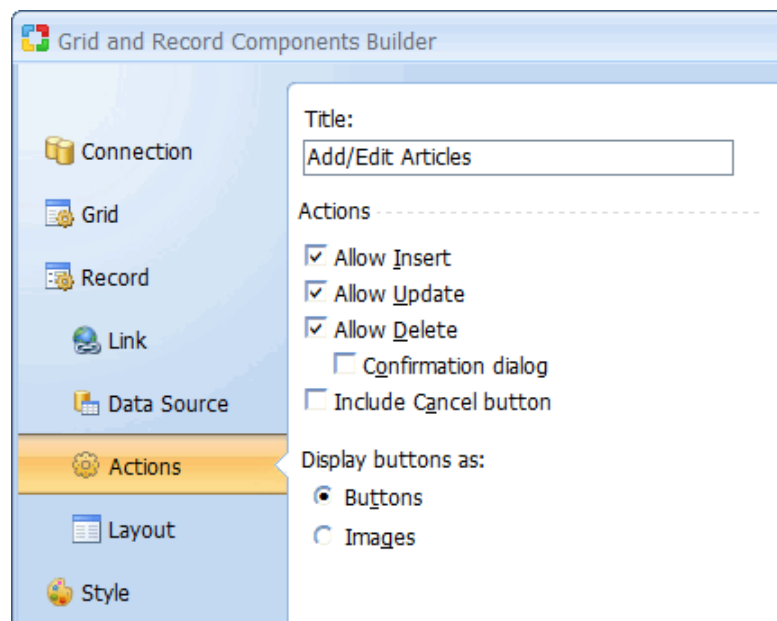 Grid and Record Components Builder
Connection
Grid
Record
Link
Data Source
Actions
Layout
Style
Title:
Add/Edit Articles
Actions
Allow Insert
Allow Update
Allow Delete
Confirmation dialog
Include Cancel button
Display buttons as:
Buttons
Images